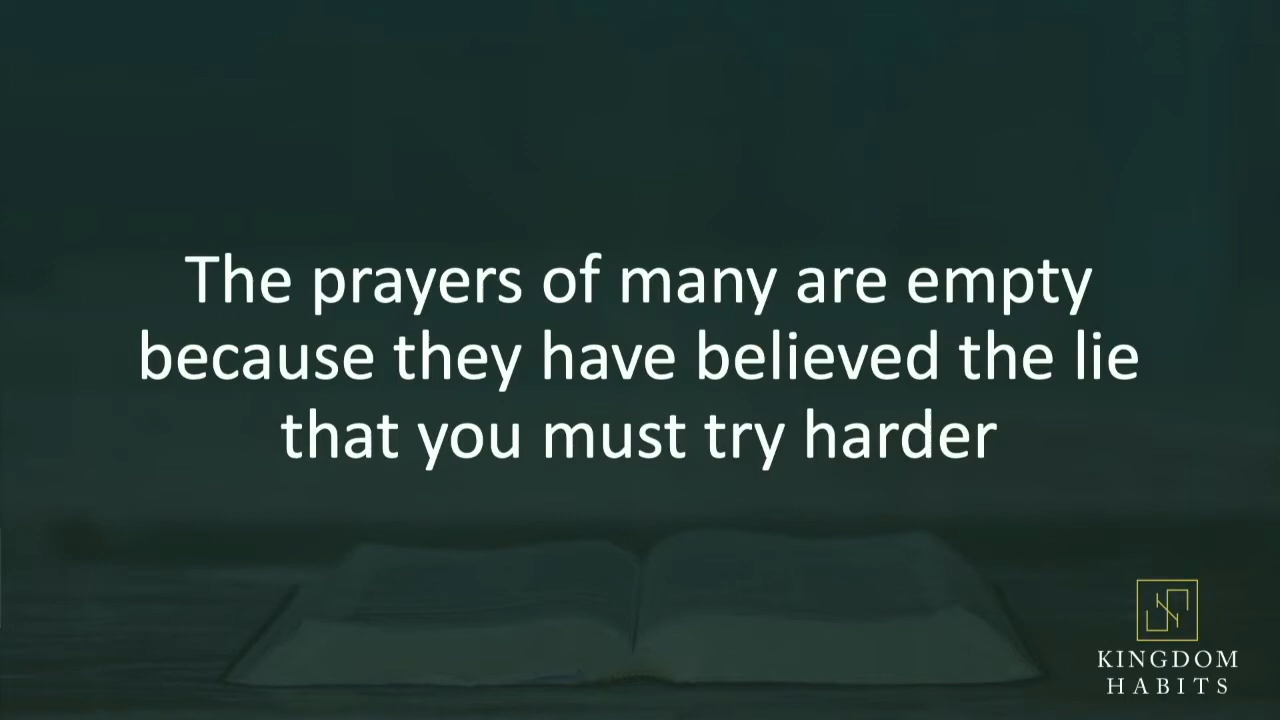 The prayers of many are empty
because they have believed the lie
that you must try harder
KINGDOM
HABITS